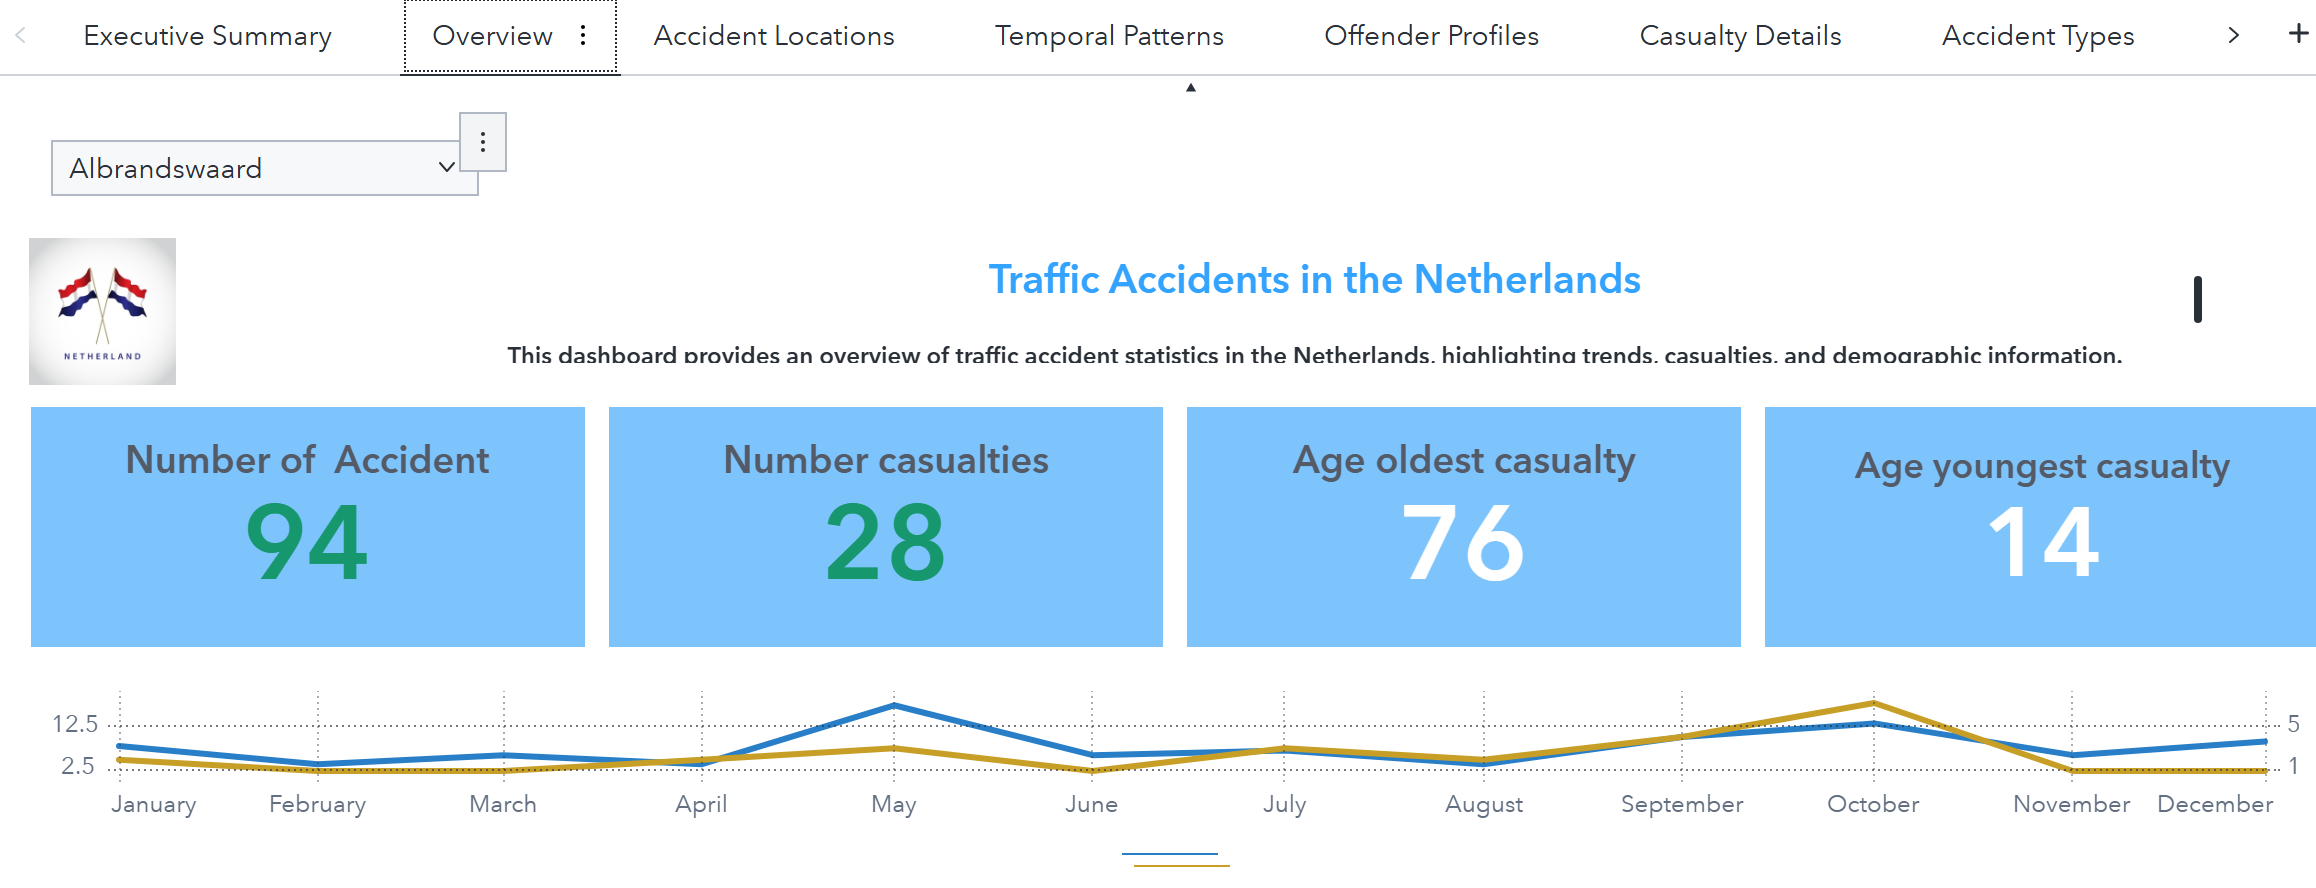 Executive Summary Overview Accident Locations Temporal Patterns Offender Profiles Casualty Details Accident Types
Albrandswaard
NETHERLAND
Traffic Accidents in the Netherlands
This dashboard provides an overview of traffic accident statistics in the Netherlands, highlighting trends, casualties, and demographic information.
Number of Accident
94
Number casualties
28
Age oldest casualty
76
Age youngest casualty
14
12.5
2.5
5
1
January February March April May June July August September October November December